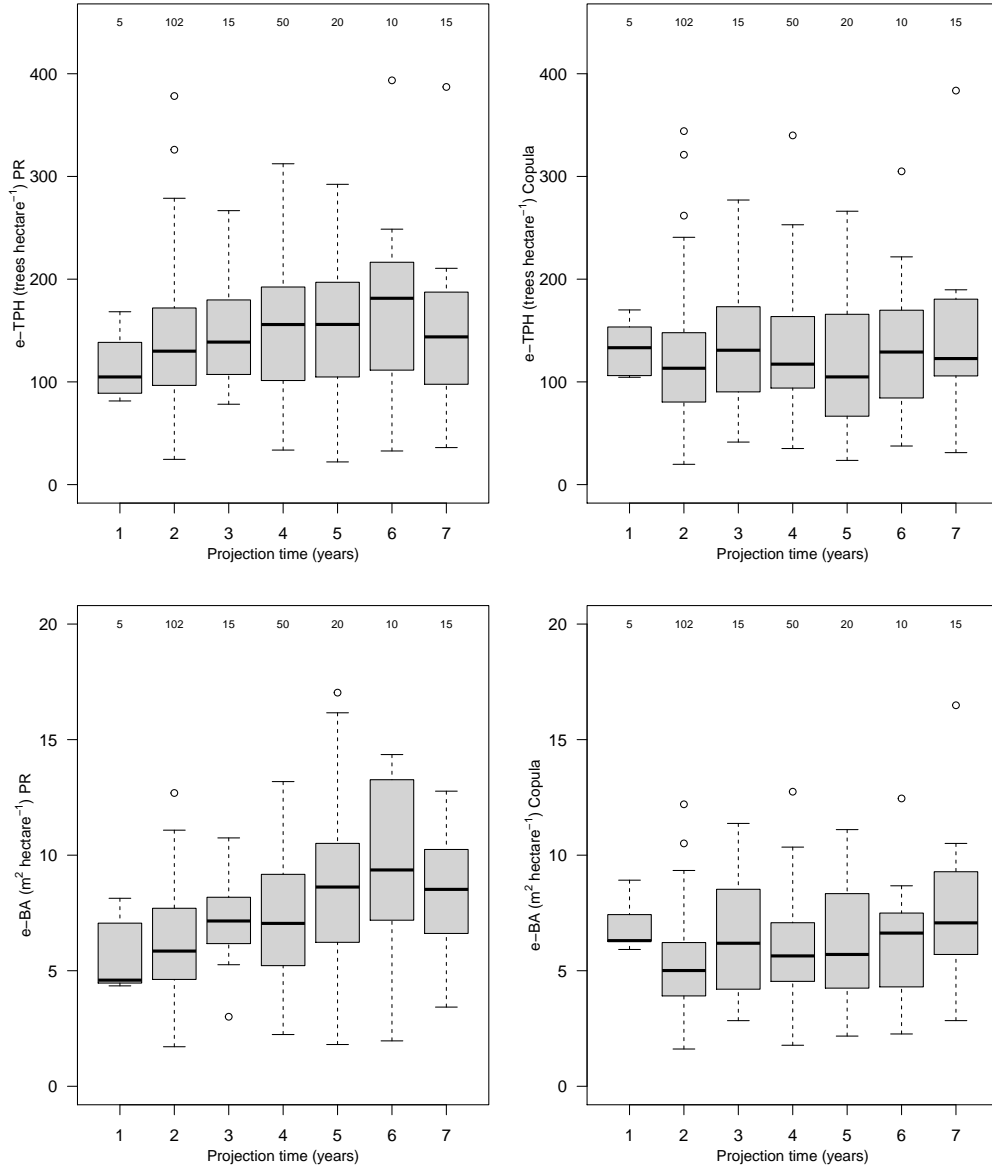 5 102 15 50 20 10 15
400
300
200
100
0
e−TPH (trees hectare⁻¹) PR
1 2 3 4 5 6 7
Projection time (years)
5 102 15 50 20 10 15
400
300
200
100
0
e−TPH (trees hectare⁻¹) Copula
1 2 3 4 5 6 7
Projection time (years)
5 102 15 50 20 10 15
20
15
10
5
0
e−BA (m² hectare⁻¹) PR
1 2 3 4 5 6 7
Projection time (years)
5 102 15 50 20 10 15
20
15
10
5
0
e−BA (m² hectare⁻¹) Copula
1 2 3 4 5 6 7
Projection time (years)